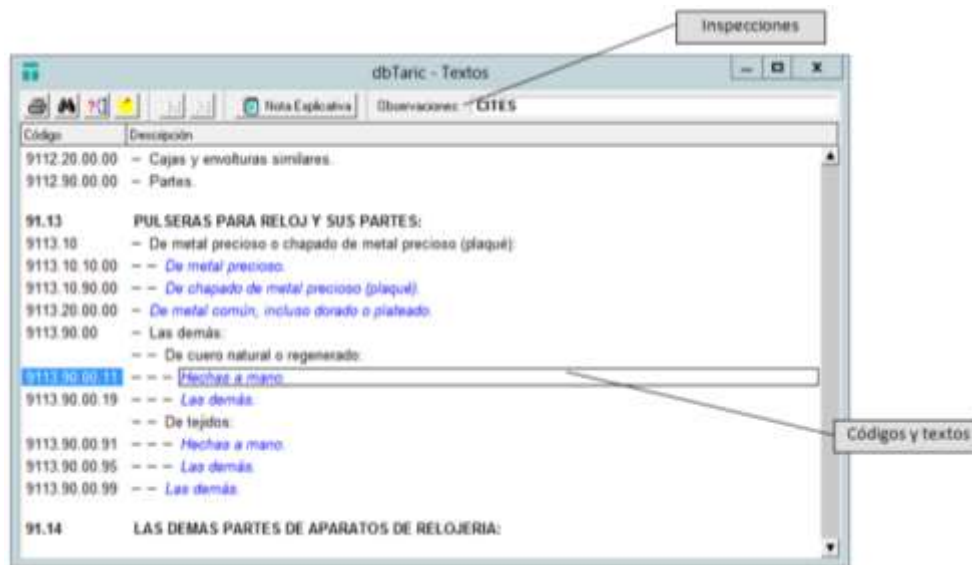 Inspecciones
dbTaric - Textos
Nota Explicativa Observaciones: CITES
Código Descripción
9112.20.00.00 – Cajas y envolturas similares.
9112.90.00.00 – Partes.
91.13 PULSERAS PARA RELOJ Y SUS PARTES:
9113.10 – De metal precioso o chapado de metal precioso (plaqué):
9113.10.10.00 – – De metal precioso.
9113.10.90.00 – – De chapado de metal precioso (plaqué).
9113.20.00.00 – De metal común, incluso dorado o plateado.
9113.90.00 – Las demás:
– – De cuero natural o regenerado:
9113.90.00.11 – – – Hechas a mano.
9113.90.00.19 – – – Las demás.
– – De tejidos:
9113.90.00.91 – – – Hechas a mano.
9113.90.00.95 – – – Las demás.
9113.90.00.99 – – Las demás.
Códigos y textos
91.14 LAS DEMAS PARTES DE APARATOS DE RELOJERIA: